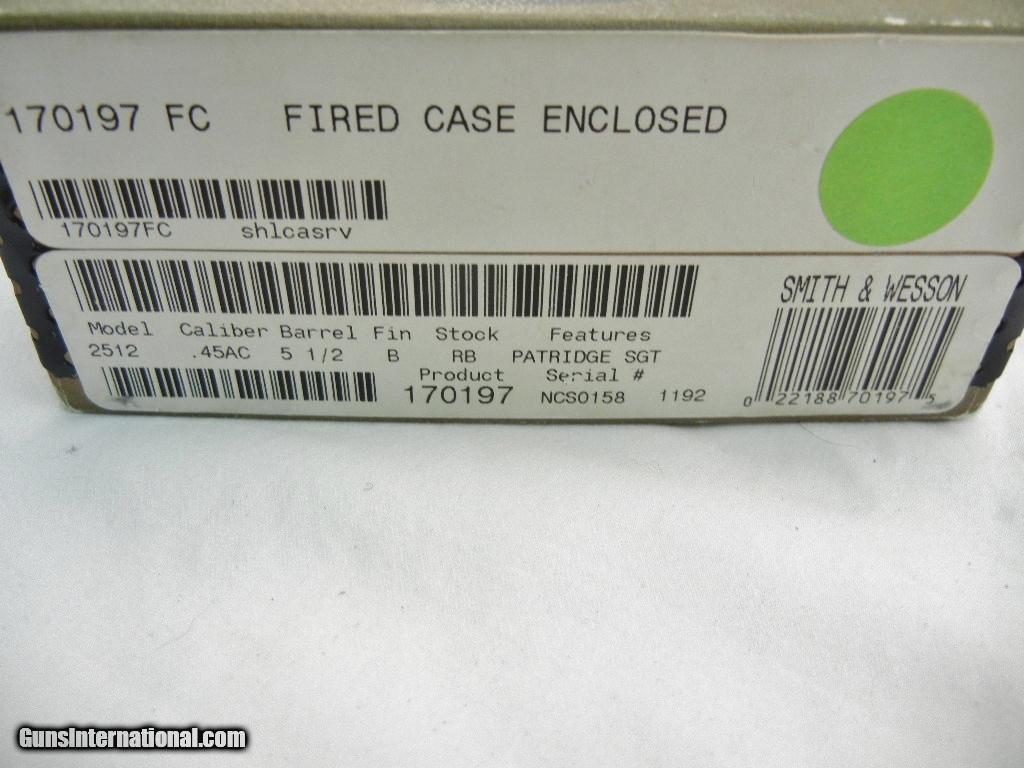 170197 FC FIRED CASE ENCLOSED
170197FC shlcasrv
SMITH & WESSON
Model Caliber Barrel Fin Stock Features
2512 .45AC 5 1/2 B RB PATRIDGE SGT
Product Serial #
170197 NCS0158 1192
0 22188 70197 5
GunsInternational.com